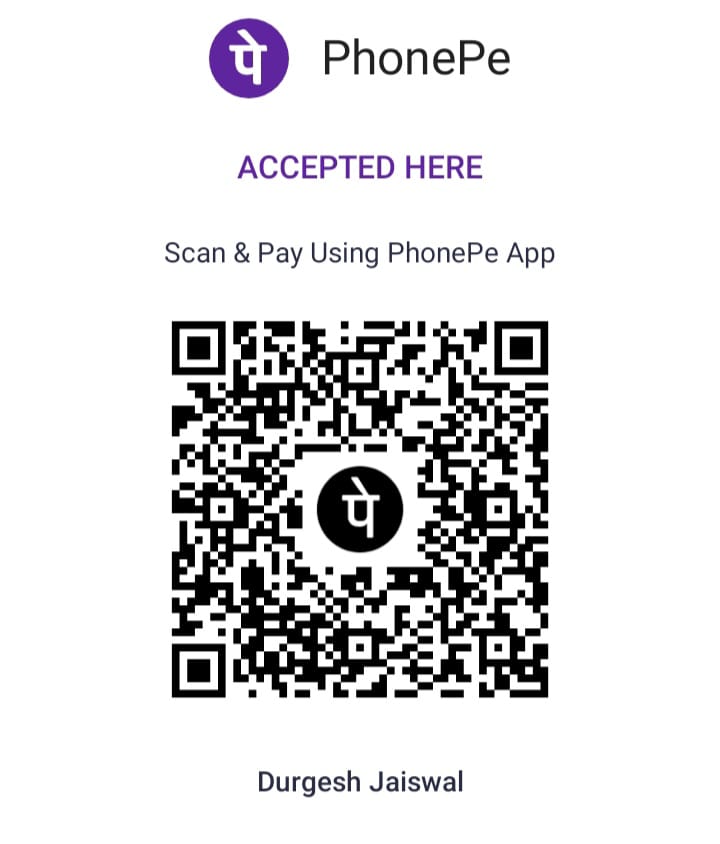 पे PhonePe
ACCEPTED HERE
Scan & Pay Using PhonePe App
पे
Durgesh Jaiswal